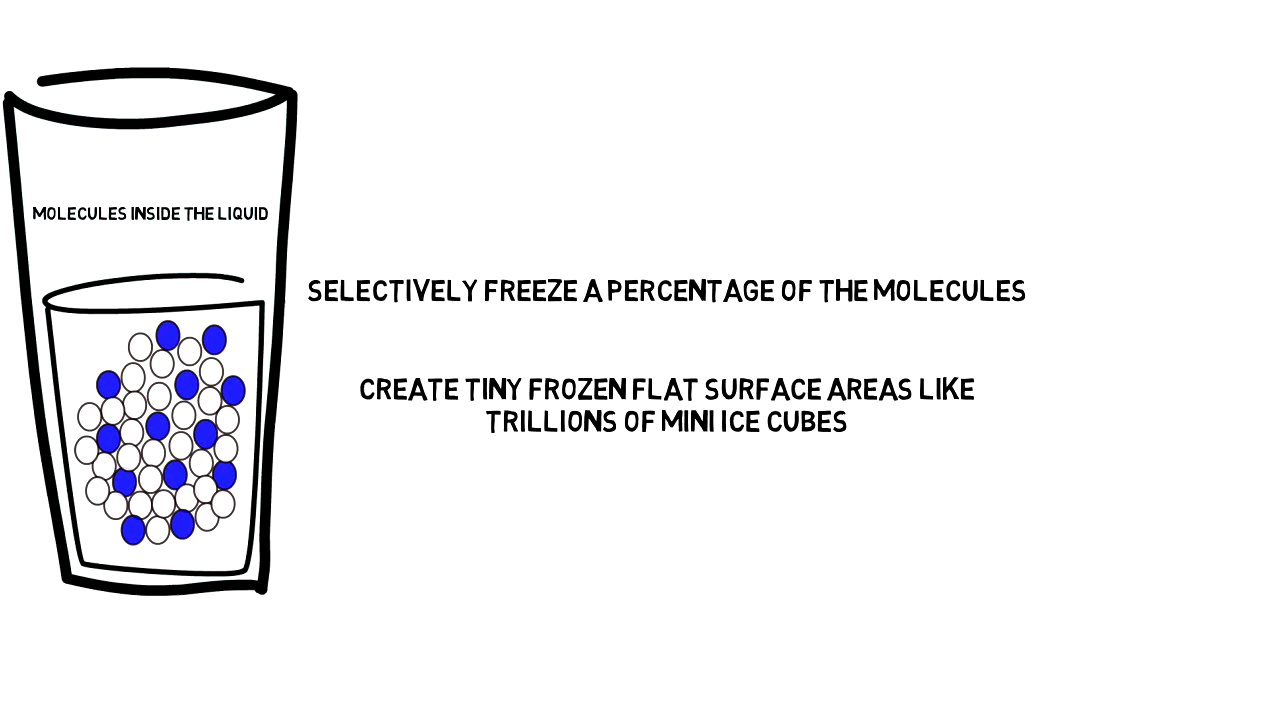 MOLECULES INSIDE THE LIQUID
SELECTIVELY FREEZE A PERCENTAGE OF THE MOLECULES
CREATE TINY FROZEN FLAT SURFACE AREAS LIKE
TRILLIONS OF MINI ICE CUBES